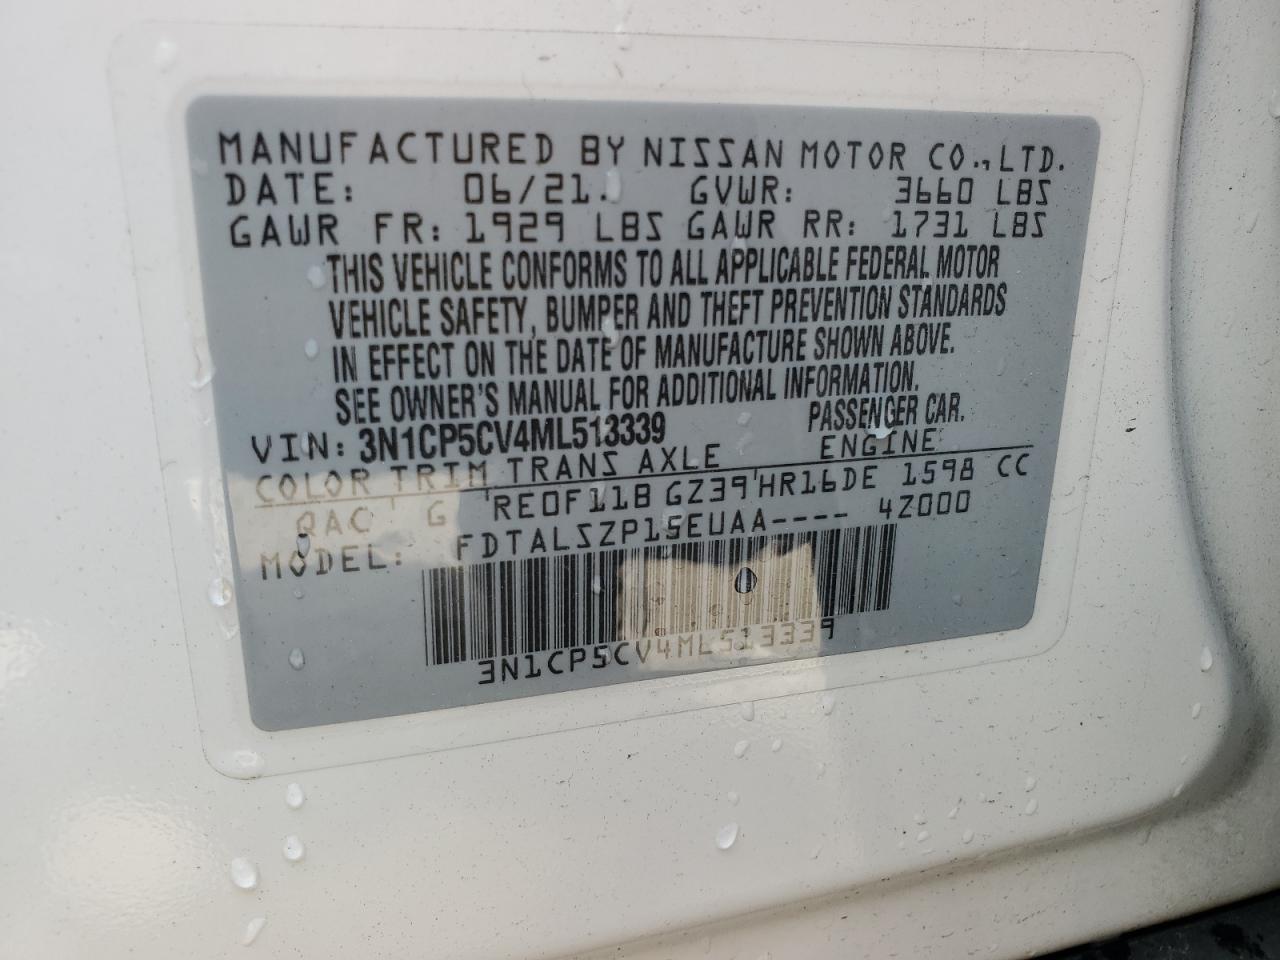 MANUFACTURED BY NISSAN MOTOR CO.,LTD.
DATE: 06/21. GVWR: 3660 LBS
GAWR FR: 1929 LBS GAWR RR: 1731 LBS
THIS VEHICLE CONFORMS TO ALL APPLICABLE FEDERAL MOTOR
VEHICLE SAFETY, BUMPER AND THEFT PREVENTION STANDARDS
IN EFFECT ON THE DATE OF MANUFACTURE SHOWN ABOVE.
SEE OWNER'S MANUAL FOR ADDITIONAL INFORMATION.
VIN: 3N1CP5CV4ML513339 PASSENGER CAR.
COLOR TRIM TRANS AXLE ENGINE
QAC G RE0F11B GZ39 HR16DE 1598 CC
MODEL: FDTALSZP15EUAA---- 4Z000
3N1CP5CV4ML513339